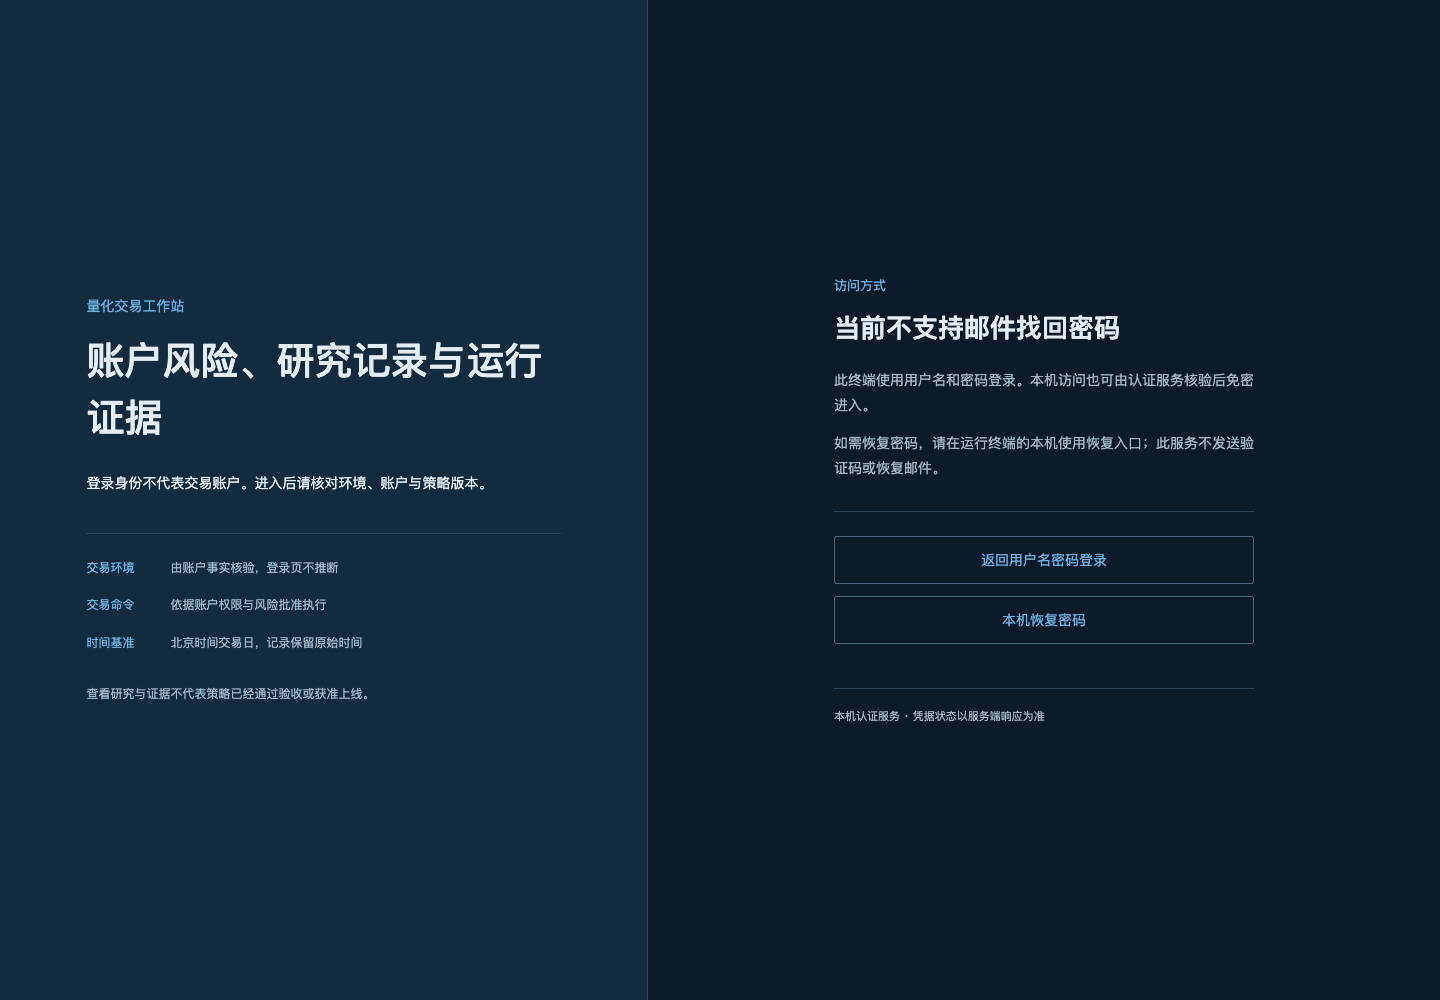 量化交易工作站
账户风险、研究记录与运行
证据
登录身份不代表交易账户。进入后请核对环境、账户与策略版本。
交易环境 由账户事实核验，登录页不推断
交易命令 依据账户权限与风险批准执行
时间基准 北京时间交易日，记录保留原始时间
查看研究与证据不代表策略已经通过验收或获准上线。
访问方式
当前不支持邮件找回密码
此终端使用用户名和密码登录。本机访问也可由认证服务核验后免密
进入。
如需恢复密码，请在运行终端的本机使用恢复入口；此服务不发送验
证码或恢复邮件。
返回用户名密码登录
本机恢复密码
本机认证服务 · 凭据状态以服务端响应为准